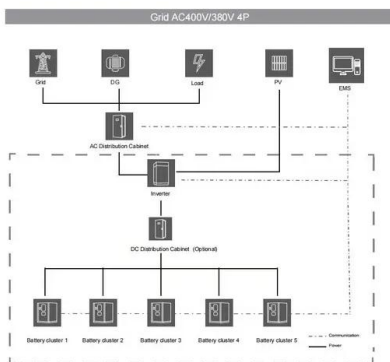 Grid AC400V/380V 4P
Grid
DG
Load
PV
EMS
AC Distribution Cabinet
Inverter
DC Distribution Cabinet (Optional)
Battery cluster 1
Battery cluster 2
Battery cluster 3
Battery cluster 4
Battery cluster 5
Communication
Power